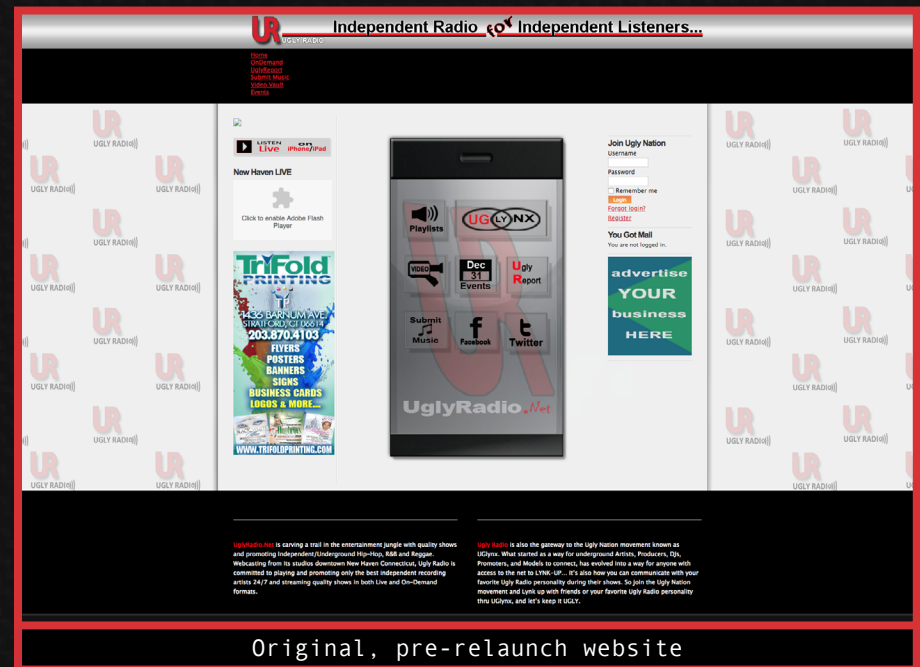 UR UGLY RADIO
Independent Radio for Independent Listeners...
Home
OnDemand
UglyReport
Submit Music
Video Vault
Events
LISTEN Live on iPhone/iPad
New Haven LIVE
Click to enable Adobe Flash
Player
TriFold
PRINTING
TP
1436 BARNUM AVE
STRATFORD, CT 06614
203.870.4103
FLYERS
POSTERS
BANNERS
SIGNS
BUSINESS CARDS
LOGOS & MORE...
WWW.TRIFOLDPRINTING.COM
Playlists
UGLYNX
VIDEO
Dec
31
Events
Ugly
Report
Submit
Music
Facebook
Twitter
UglyRadio.Net
Join Ugly Nation
Username
Password
Remember me
Login
Forgot login?
Register
You Got Mail
You are not logged in.
advertise
YOUR
business
HERE
UR
UGLY RADIO
UglyRadio.Net is carving a trail in the entertainment jungle with quality shows
and promoting Independent/Underground Hip-Hop, R&B and Reggae.
Webcasting from its studios downtown New Haven Connecticut, Ugly Radio is
committed to playing and promoting only the best independent recording
artists 24/7 and streaming quality shows in both Live and On-Demand
formats.
Ugly Radio is also the gateway to the Ugly Nation movement known as
UGlynx. What started as a way for underground Artists, Producers, DJs,
Promoters, and Models to connect, has evolved into a way for anyone with
access to the net to LYNK-UP... It's also how you can communicate with your
favorite Ugly Radio personality during their shows. So Join the Ugly Nation
movement and Lynk up with friends or your favorite Ugly Radio personality
thru UGlynx, and let's keep it UGLY.
Original, pre-relaunch website